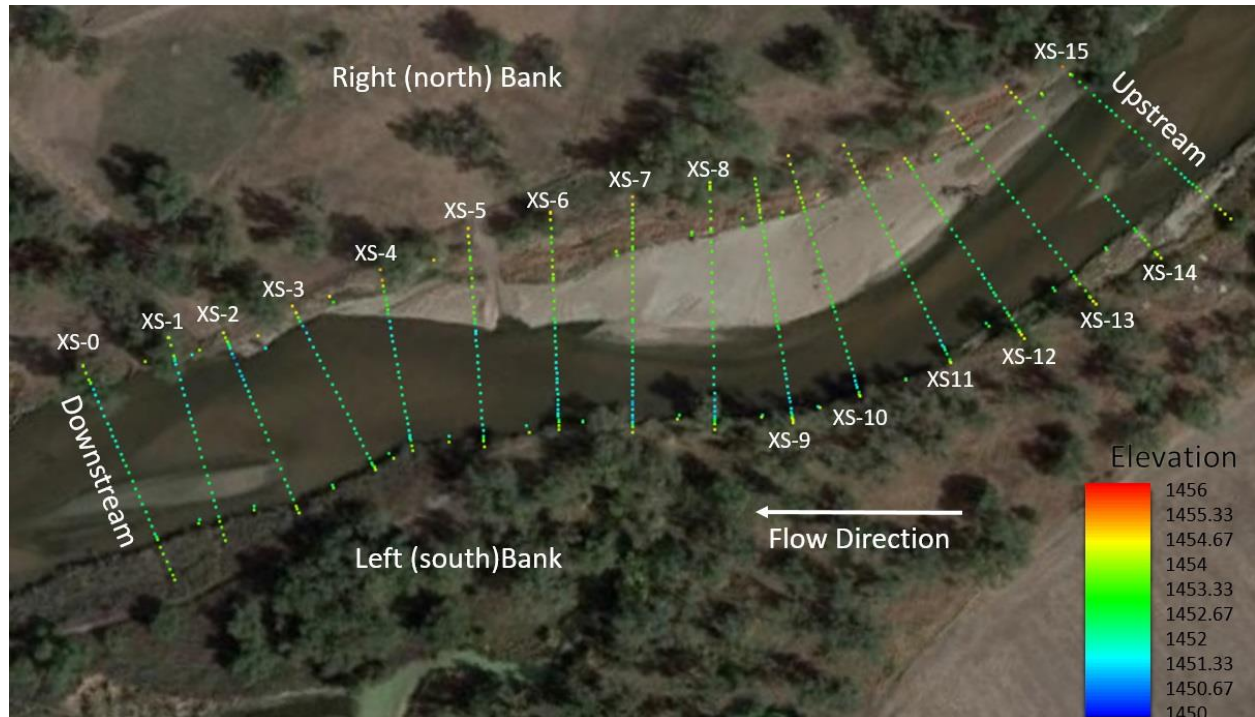 XS-15
Right (north) Bank
Upstream
XS-8
XS-7
XS-6
XS-5
XS-4
XS-3
XS-2
XS-1
XS-0
XS-14
XS-13
XS-12
XS11
XS-10
XS-9
Downstream
Elevation
1456
1455.33
1454.67
1454
1453.33
1452.67
1452
1451.33
1450.67
1450
Flow Direction
Left (south)Bank